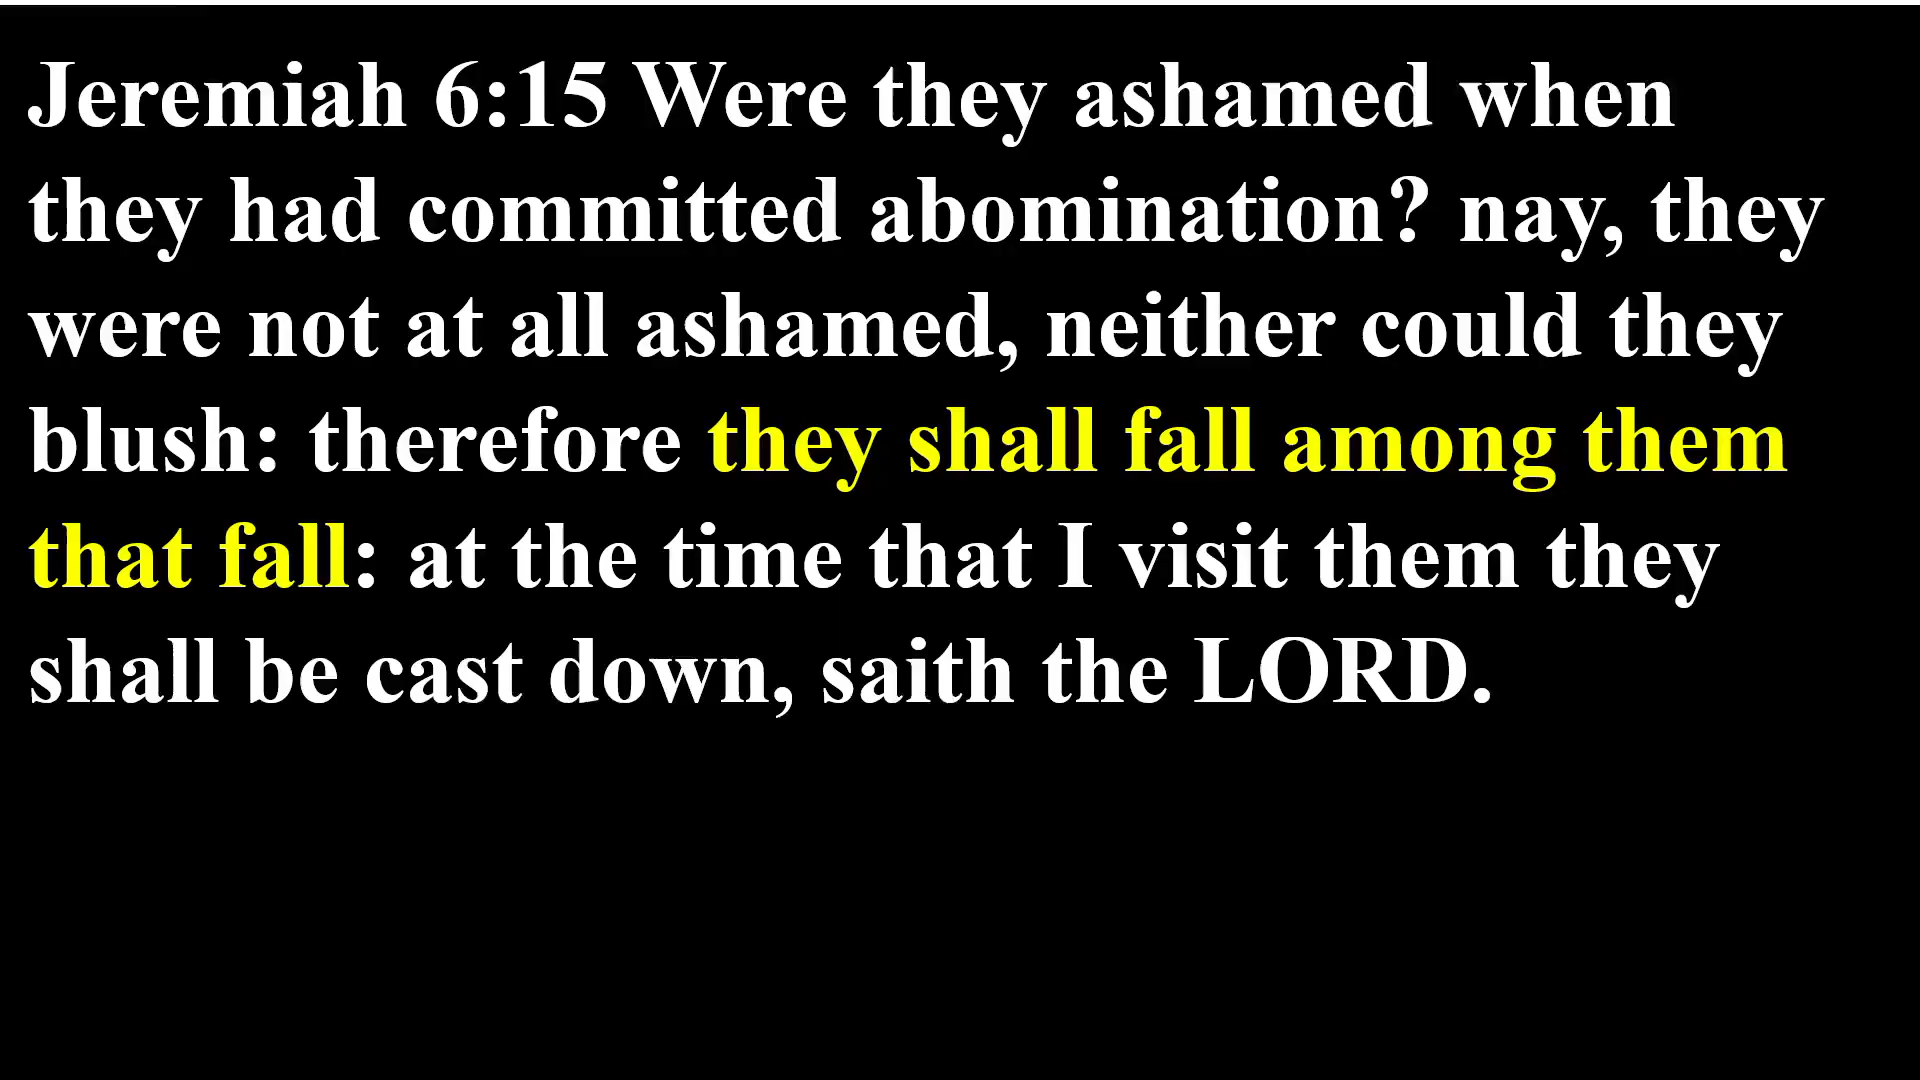 Jeremiah 6:15 Were they ashamed when
they had committed abomination? nay, they
were not at all ashamed, neither could they
blush: therefore they shall fall among them
that fall: at the time that I visit them they
shall be cast down, saith the LORD.